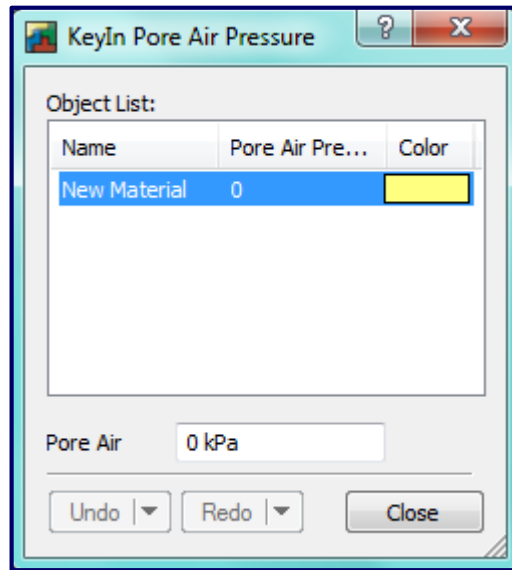 KeyIn Pore Air Pressure ? X
Object List:
Name Pore Air Pre... Color
New Material 0
Pore Air 0 kPa
Undo Redo Close